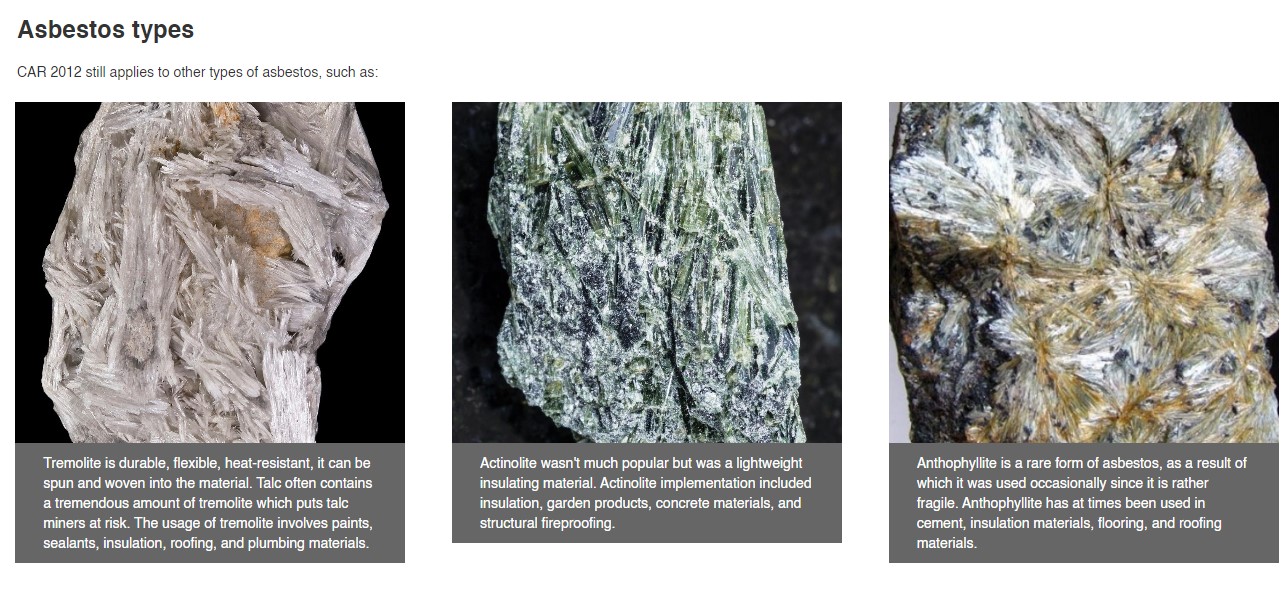 Asbestos types
CAR 2012 still applies to other types of asbestos, such as:
Tremolite is durable, flexible, heat-resistant, it can be
spun and woven into the material. Talc often contains
a tremendous amount of tremolite which puts talc
miners at risk. The usage of tremolite involves paints,
sealants, insulation, roofing, and plumbing materials.
Actinolite wasn't much popular but was a lightweight
insulating material. Actinolite implementation included
insulation, garden products, concrete materials, and
structural fireproofing.
Anthophyllite is a rare form of asbestos, as a result of
which it was used occasionally since it is rather
fragile. Anthophyllite has at times been used in
cement, insulation materials, flooring, and roofing
materials.